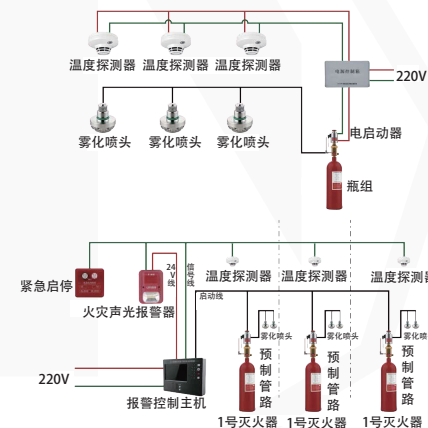 温度探测器 温度探测器 温度探测器
220V
电启动器
雾化喷头 雾化喷头 雾化喷头
瓶组
24V线
信号线
紧急启停
温度探测器 温度探测器 温度探测器
火灾声光报警器
启动线
雾化喷头 雾化喷头 雾化喷
预制管路 预制管路 预制管路
220V
报警控制主机
1号灭火器 1号灭火器 1号灭火器